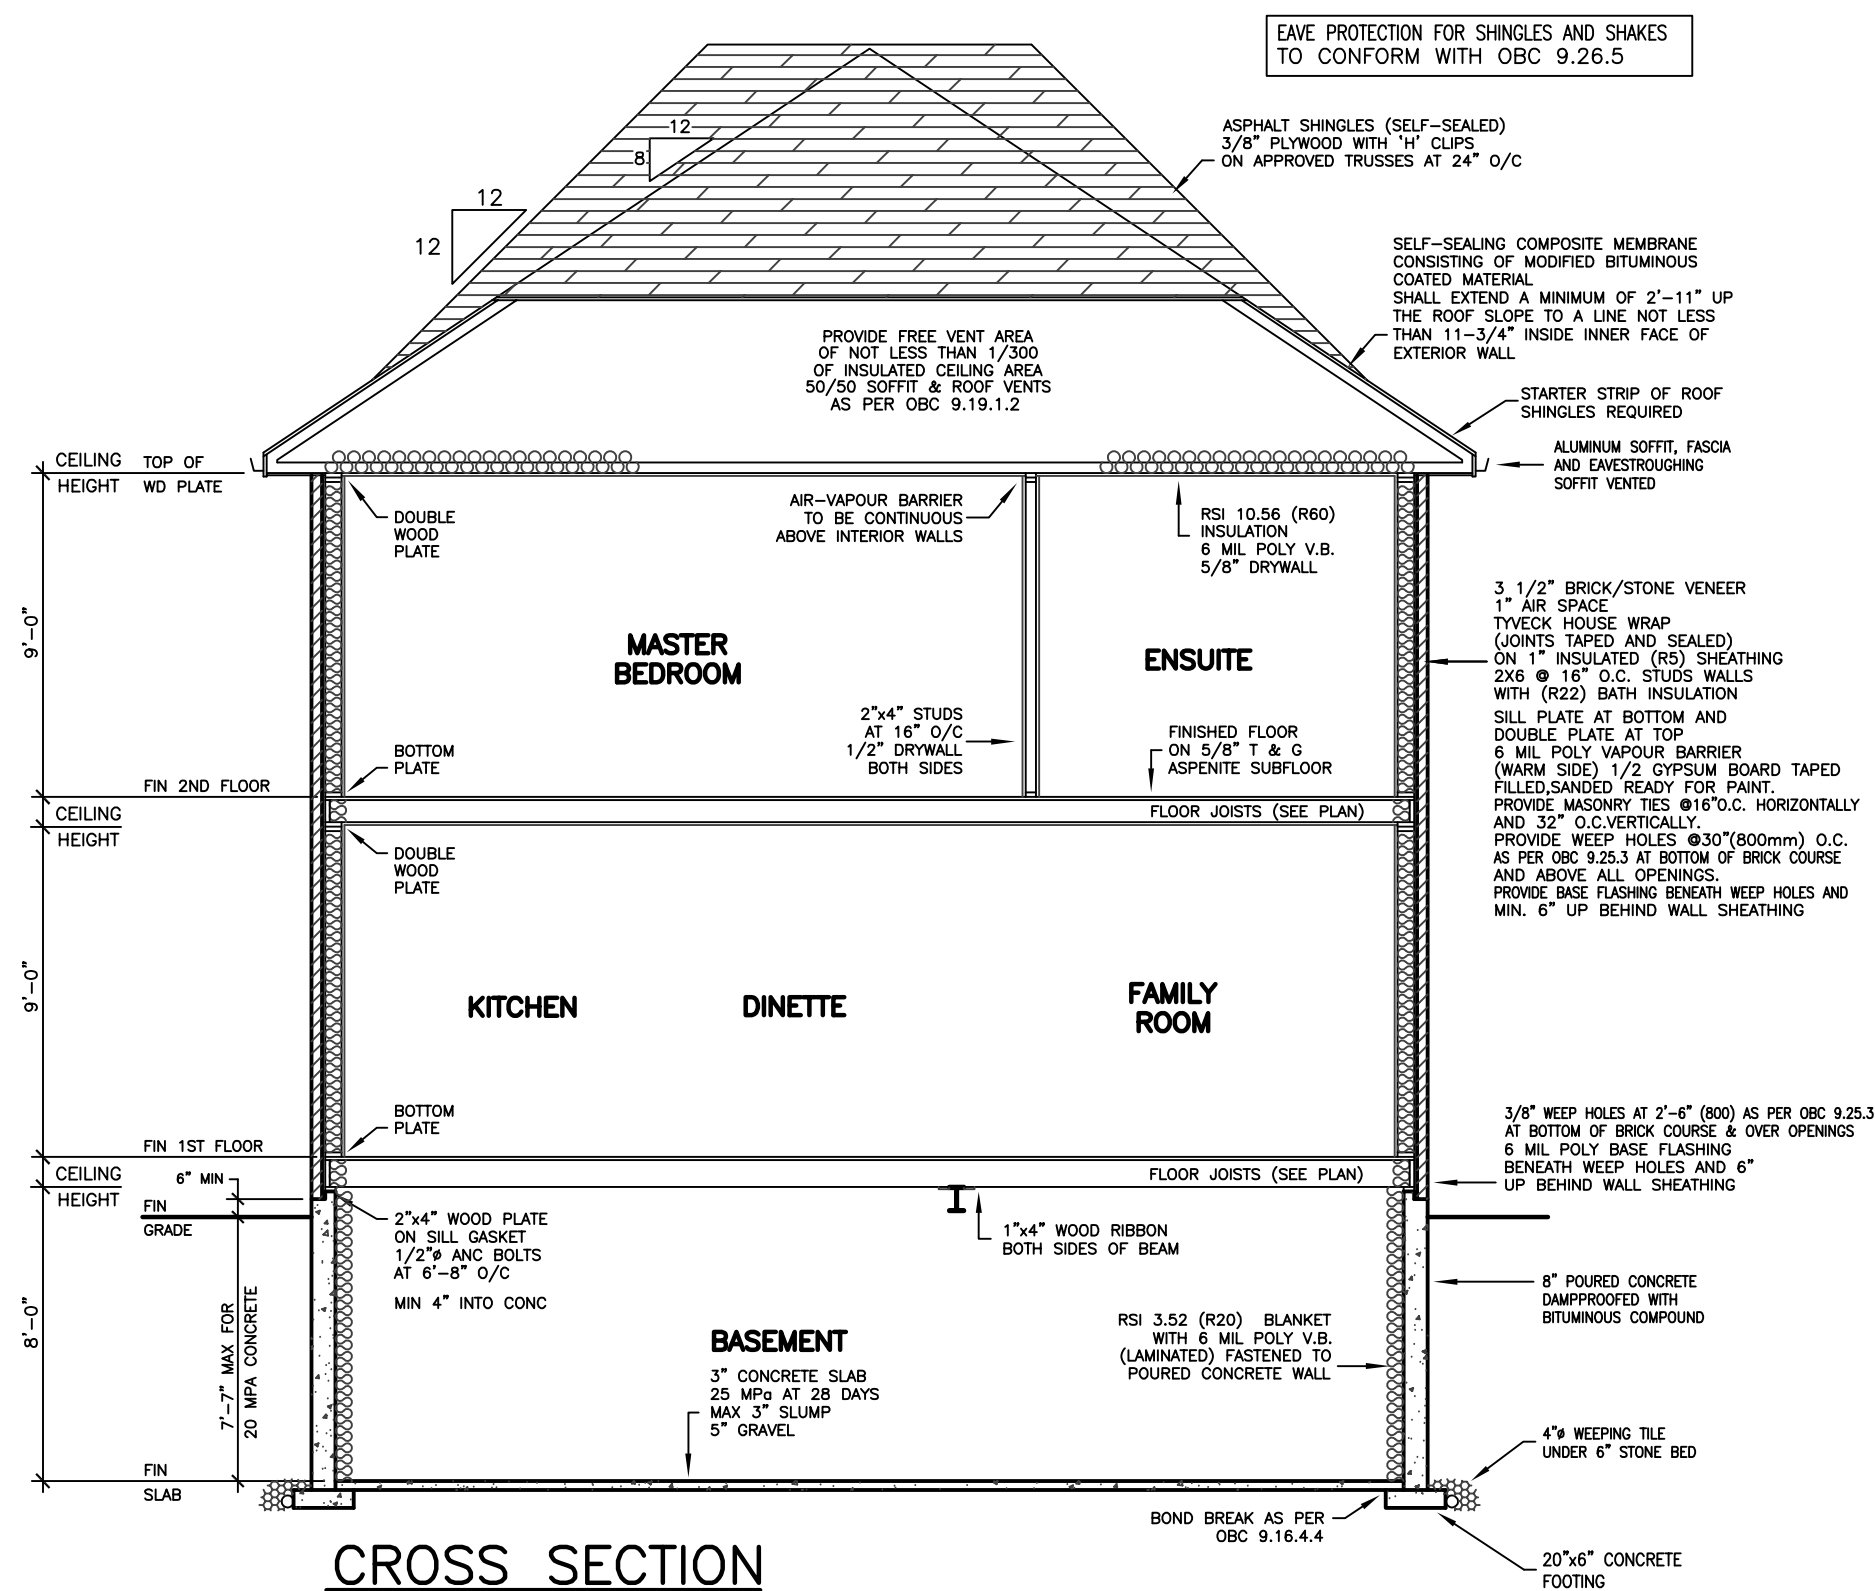 EAVE PROTECTION FOR SHINGLES AND SHAKES
TO CONFORM WITH OBC 9.26.5
ASPHALT SHINGLES (SELF-SEALED)
3/8" PLYWOOD WITH 'H' CLIPS
ON APPROVED TRUSSES AT 24" O/C
12
8
12
12
SELF-SEALING COMPOSITE MEMBRANE
CONSISTING OF MODIFIED BITUMINOUS
COATED MATERIAL
SHALL EXTEND A MINIMUM OF 2'-11" UP
THE ROOF SLOPE TO A LINE NOT LESS
THAN 11-3/4" INSIDE INNER FACE OF
EXTERIOR WALL
PROVIDE FREE VENT AREA
OF NOT LESS THAN 1/300
OF INSULATED CEILING AREA
50/50 SOFFIT & ROOF VENTS
AS PER OBC 9.19.1.2
STARTER STRIP OF ROOF
SHINGLES REQUIRED
ALUMINUM SOFFIT, FASCIA
AND EAVESTROUGHING
SOFFIT VENTED
CEILING
HEIGHT
TOP OF
WD PLATE
DOUBLE
WOOD
PLATE
AIR-VAPOUR BARRIER
TO BE CONTINUOUS
ABOVE INTERIOR WALLS
RSI 10.56 (R60)
INSULATION
6 MIL POLY V.B.
5/8" DRYWALL
9'-0"
MASTER
BEDROOM
ENSUITE
3 1/2" BRICK/STONE VENEER
1" AIR SPACE
TYVECK HOUSE WRAP
(JOINTS TAPED AND SEALED)
ON 1" INSULATED (R5) SHEATHING
2X6 @ 16" O.C. STUDS WALLS
WITH (R22) BATH INSULATION
SILL PLATE AT BOTTOM AND
DOUBLE PLATE AT TOP
6 MIL POLY VAPOUR BARRIER
(WARM SIDE) 1/2 GYPSUM BOARD TAPED
FILLED,SANDED READY FOR PAINT.
PROVIDE MASONRY TIES @16"O.C. HORIZONTALLY
AND 32" O.C.VERTICALLY.
PROVIDE WEEP HOLES @30"(800mm) O.C.
AS PER OBC 9.25.3 AT BOTTOM OF BRICK COURSE
AND ABOVE ALL OPENINGS.
PROVIDE BASE FLASHING BENEATH WEEP HOLES AND
MIN. 6" UP BEHIND WALL SHEATHING
2"x4" STUDS
AT 16" O/C
1/2" DRYWALL
BOTH SIDES
FINISHED FLOOR
ON 5/8" T & G
ASPENITE SUBFLOOR
BOTTOM
PLATE
FIN 2ND FLOOR
CEILING
HEIGHT
FLOOR JOISTS (SEE PLAN)
DOUBLE
WOOD
PLATE
9'-0"
KITCHEN
DINETTE
FAMILY
ROOM
BOTTOM
PLATE
FIN 1ST FLOOR
CEILING
HEIGHT
6" MIN
FIN
GRADE
FLOOR JOISTS (SEE PLAN)
3/8" WEEP HOLES AT 2'-6" (800) AS PER OBC 9.25.3
AT BOTTOM OF BRICK COURSE & OVER OPENINGS
6 MIL POLY BASE FLASHING
BENEATH WEEP HOLES AND 6"
UP BEHIND WALL SHEATHING
2"x4" WOOD PLATE
ON SILL GASKET
1/2"ø ANC BOLTS
AT 6'-8" O/C
MIN 4" INTO CONC
1"x4" WOOD RIBBON
BOTH SIDES OF BEAM
8'-0"
7'-7" MAX FOR
20 MPA CONCRETE
8" POURED CONCRETE
DAMPPROOFED WITH
BITUMINOUS COMPOUND
BASEMENT
3" CONCRETE SLAB
25 MPa AT 28 DAYS
MAX 3" SLUMP
5" GRAVEL
RSI 3.52 (R20) BLANKET
WITH 6 MIL POLY V.B.
(LAMINATED) FASTENED TO
POURED CONCRETE WALL
4"ø WEEPING TILE
UNDER 6" STONE BED
FIN
SLAB
BOND BREAK AS PER
OBC 9.16.4.4
20"x6" CONCRETE
FOOTING
CROSS SECTION